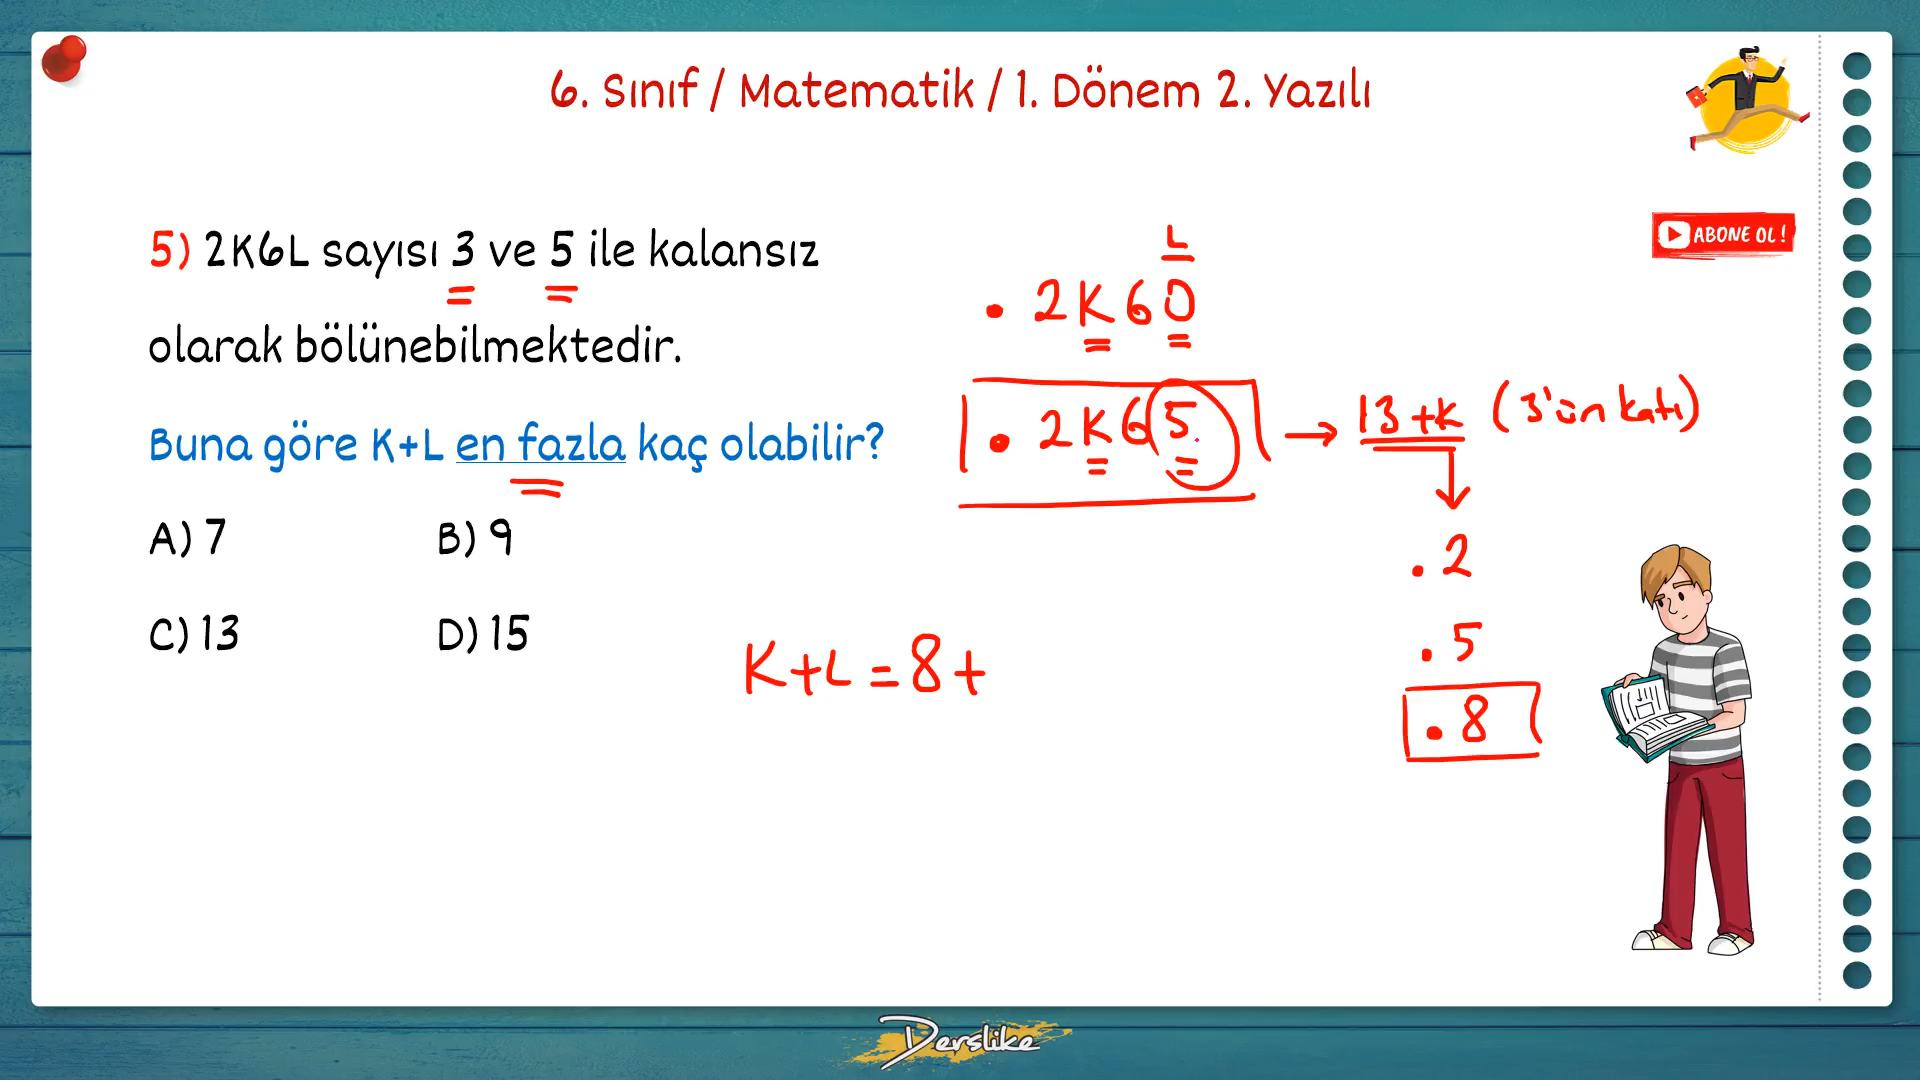 6. Sınıf / Matematik / 1. Dönem 2. Yazılı
ABONE OL!
5) 2K6L sayısı 3 ve 5 ile kalansız
olarak bölünebilmektedir.
Buna göre K+L en fazla kaç olabilir?
A) 7 B) 9
C) 13 D) 15
L
. 2K60
. 2K65 → 13+K (3'ün katı)
. 2
. 5
. 8
K+L=8+
Derslike